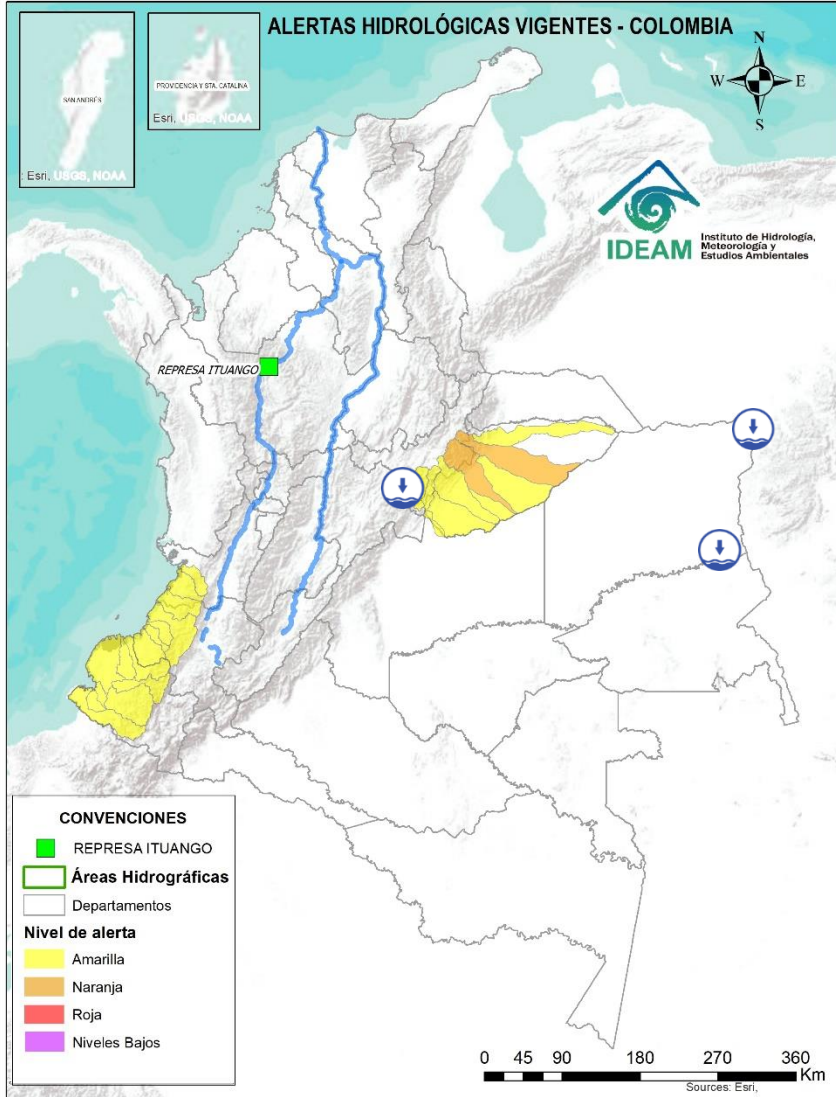 ALERTAS HIDROLÓGICAS VIGENTES - COLOMBIA
SAN ANDRÉS
: Esri, USGS, NOAA
PROVIDENCIA Y STA. CATALINA
Esri, USGS, NOAA
N
W
E
S
IDEAM
Instituto de Hidrología,
Meteorología y
Estudios Ambientales
REPRESA ITUANGO
CONVENCIONES
REPRESA ITUANGO
Áreas Hidrográficas
Departamentos
Nivel de alerta
Amarilla
Naranja
Roja
Niveles Bajos
0 45 90 180 270 360
Km
Sources: Esri,